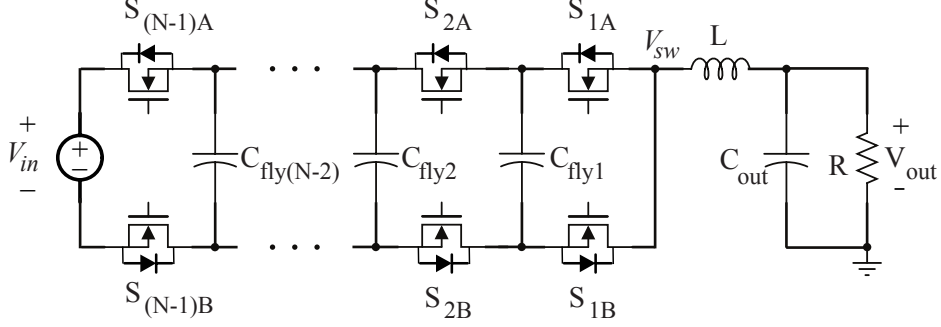 S(N-1)A
S2A
S1A
Vsw
L
+
Vin
−
+
−
Cfly(N-2)
Cfly2
Cfly1
Cout
R
+
Vout
-
S(N-1)B
S2B
S1B